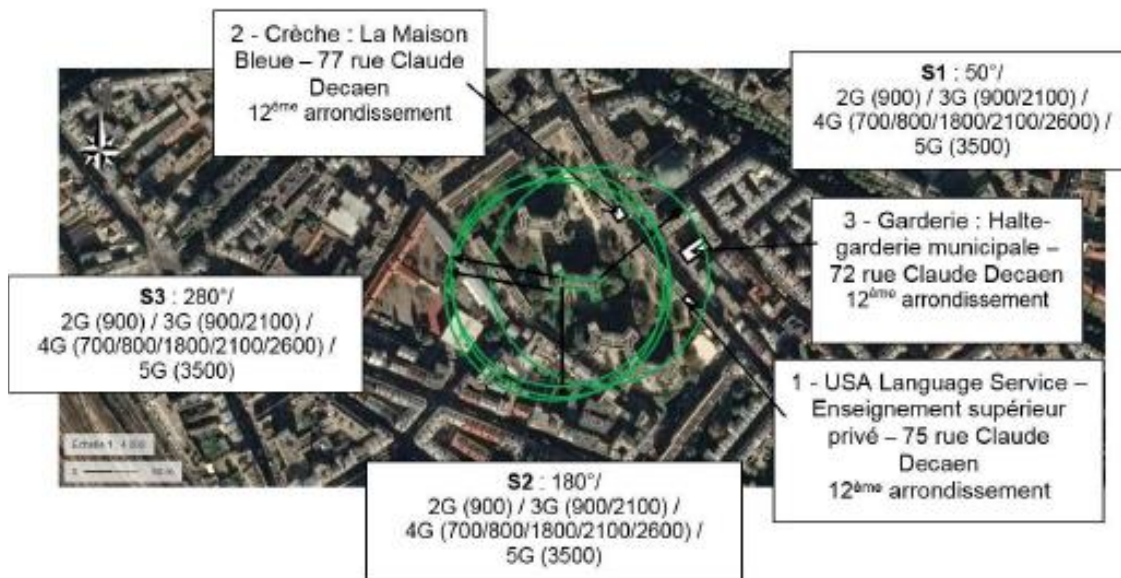 2 - Crèche : La Maison
Bleue – 77 rue Claude
Decaen
12ème arrondissement
S1 : 50°/
2G (900) / 3G (900/2100) /
4G (700/800/1800/2100/2600) /
5G (3500)
3 - Garderie : Halte-
garderie municipale –
72 rue Claude Decaen
12ème arrondissement
S3 : 280°/
2G (900) / 3G (900/2100) /
4G (700/800/1800/2100/2600) /
5G (3500)
1 - USA Language Service –
Enseignement supérieur
privé – 75 rue Claude
Decaen
12ème arrondissement
Echelle 1 : 4 000
S2 : 180°/
2G (900) / 3G (900/2100) /
4G (700/800/1800/2100/2600) /
5G (3500)